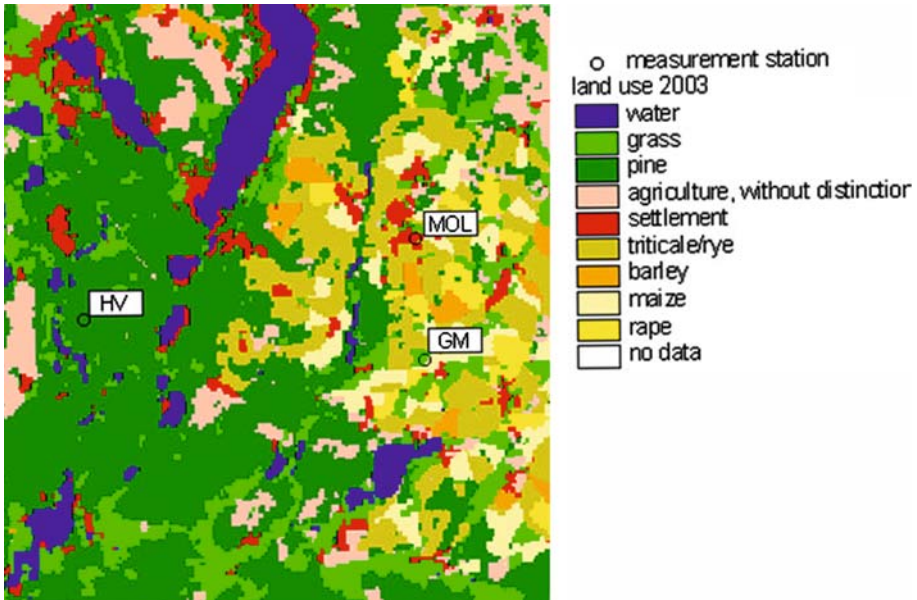 MOL
HV
GM
measurement station
land use 2003
water
grass
pine
agriculture, without distinction
settlement
triticale/rye
barley
maize
rape
no data